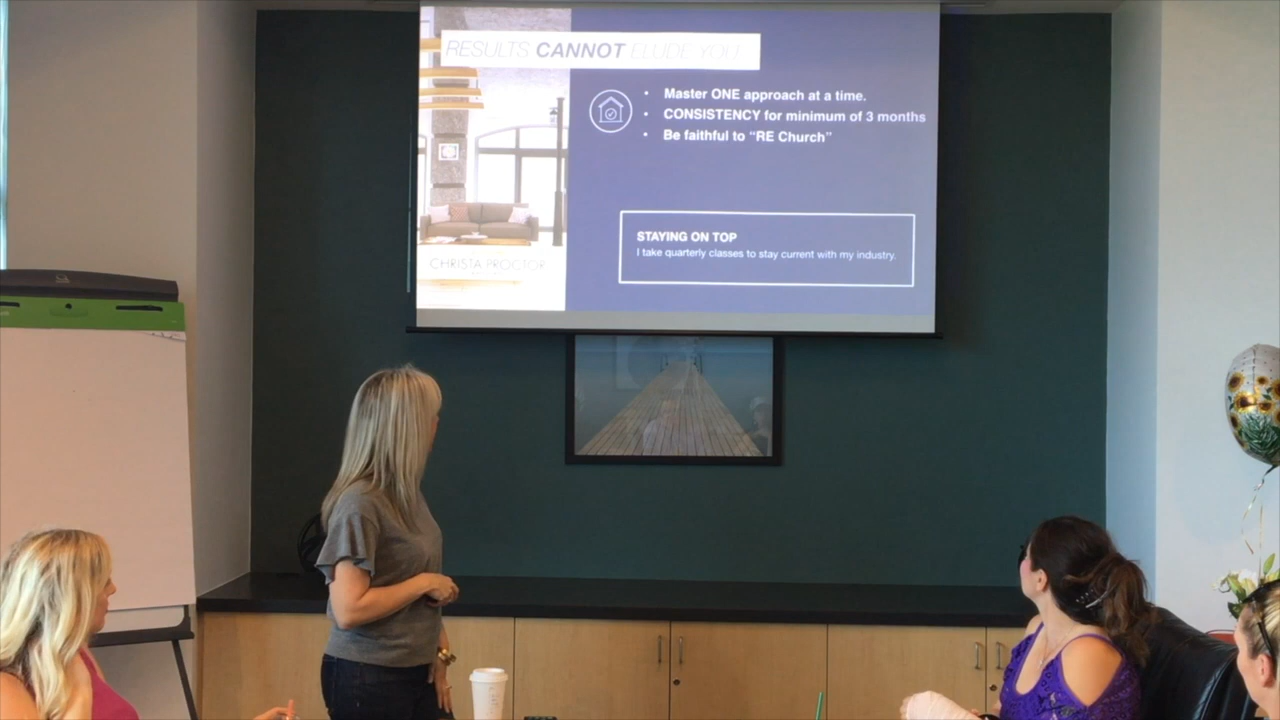 RESULTS CANNOT ELUDE YOU
• Master ONE approach at a time.
• CONSISTENCY for minimum of 3 months
• Be faithful to “RE Church”
STAYING ON TOP
I take quarterly classes to stay current with my industry.
CHRISTA PROCTOR